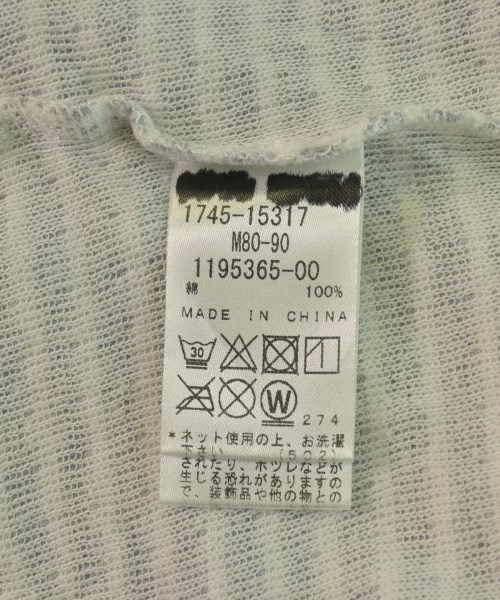 1745-15317
M80-90
1195365-00
綿 100%
MADE IN CHINA
30
W
274
*ネット使用の上、お洗濯
下さい (502)
されたり、ホツレなどが
生じる恐れがありますの
で、装飾品や他の物との